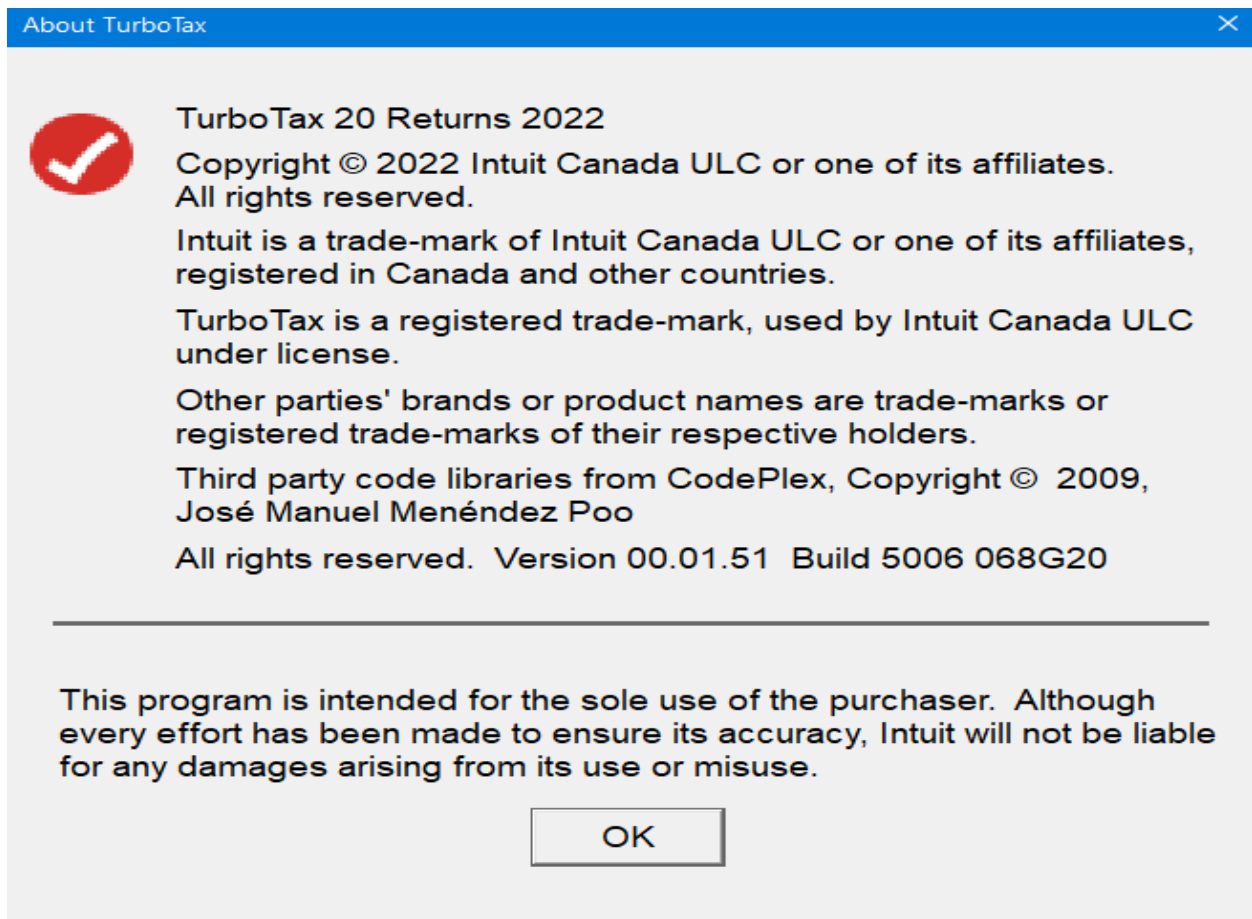 About TurboTax
TurboTax 20 Returns 2022
Copyright © 2022 Intuit Canada ULC or one of its affiliates.
All rights reserved.
Intuit is a trade-mark of Intuit Canada ULC or one of its affiliates,
registered in Canada and other countries.
TurboTax is a registered trade-mark, used by Intuit Canada ULC
under license.
Other parties' brands or product names are trade-marks or
registered trade-marks of their respective holders.
Third party code libraries from CodePlex, Copyright ©  2009,
José Manuel Menéndez Poo
All rights reserved.  Version 00.01.51  Build 5006 068G20
This program is intended for the sole use of the purchaser.  Although
every effort has been made to ensure its accuracy, Intuit will not be liable
for any damages arising from its use or misuse.
OK